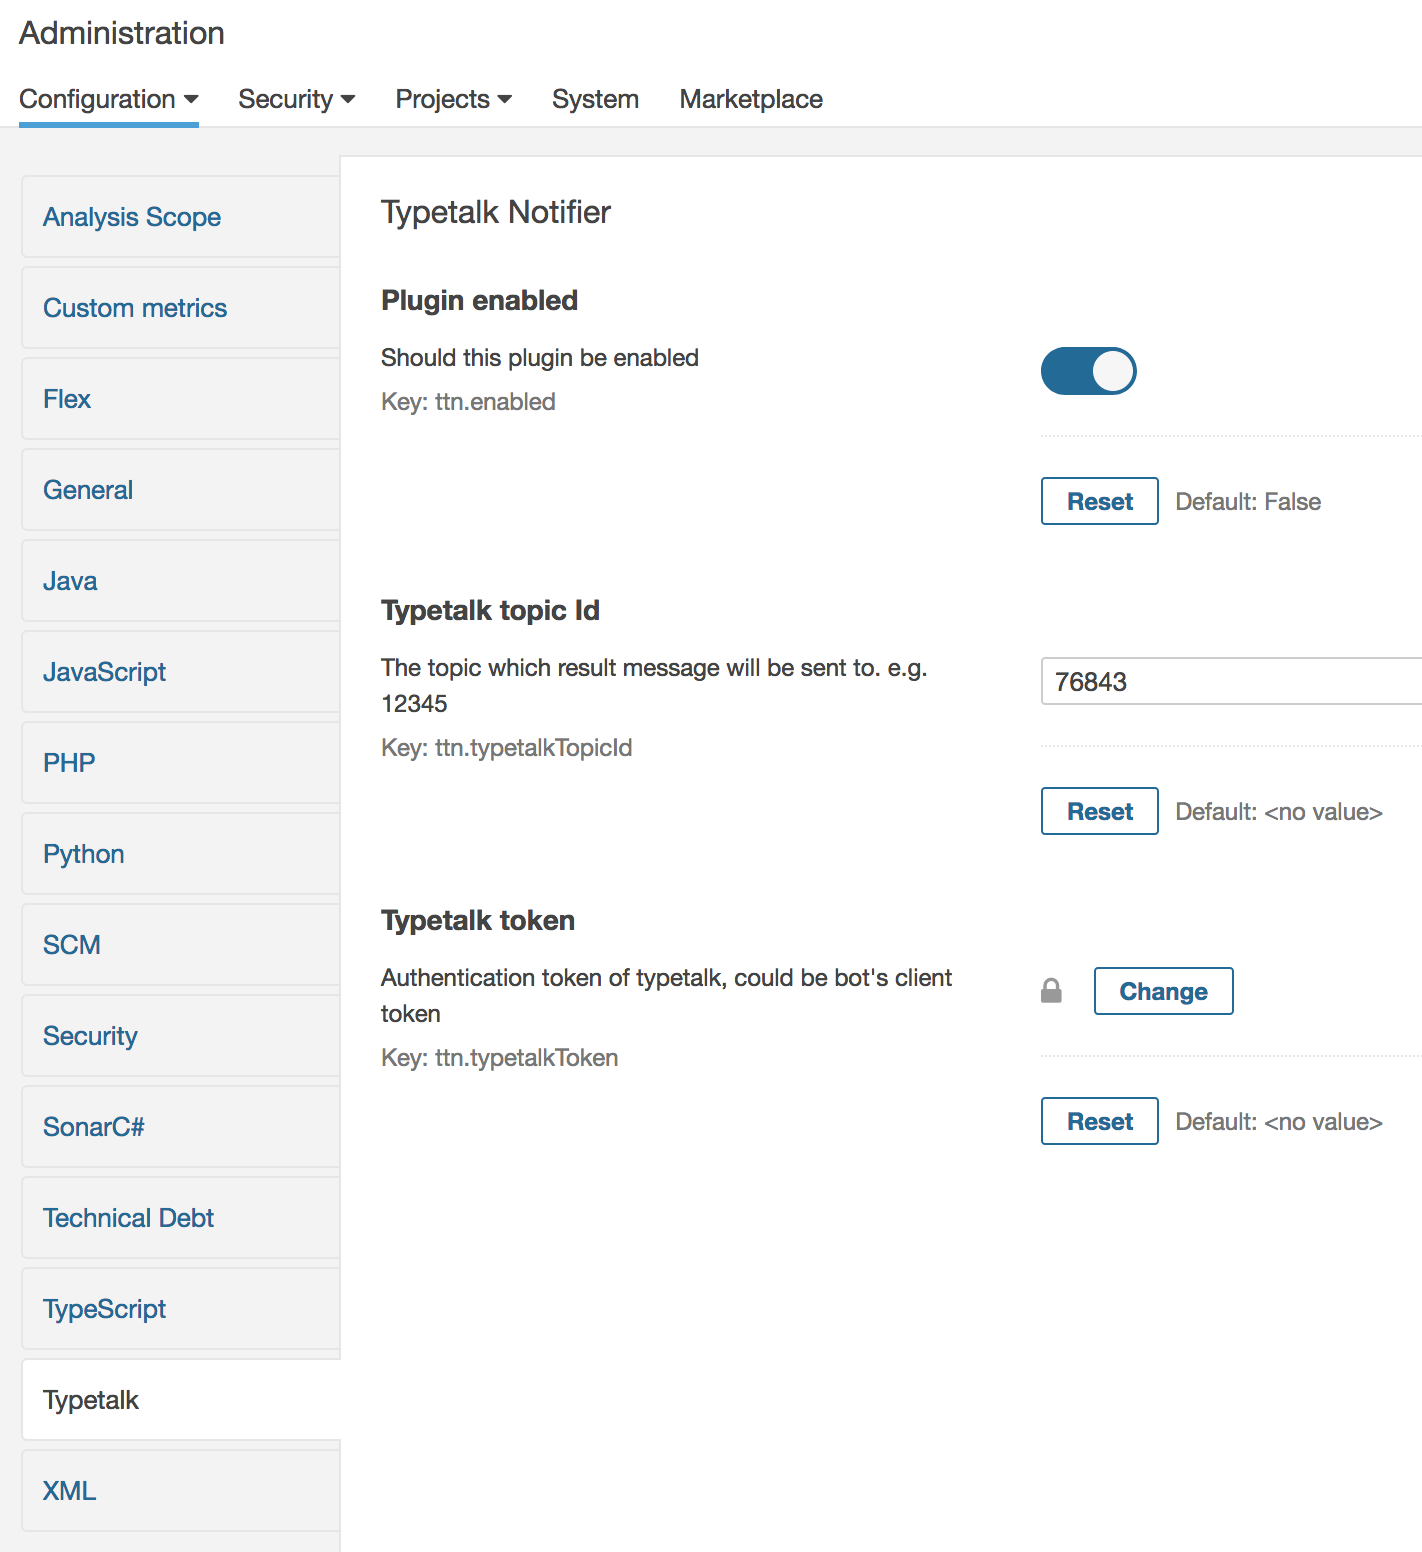 Administration
Configuration Security Projects System Marketplace
Analysis Scope
Custom metrics
Flex
General
Java
JavaScript
PHP
Python
SCM
Security
SonarC#
Technical Debt
TypeScript
Typetalk
XML
Typetalk Notifier
Plugin enabled
Should this plugin be enabled
Key: ttn.enabled
Reset Default: False
Typetalk topic Id
The topic which result message will be sent to. e.g.
12345
Key: ttn.typetalkTopicId
76843
Reset Default: <no value>
Typetalk token
Authentication token of typetalk, could be bot's client
token
Key: ttn.typetalkToken
Change
Reset Default: <no value>